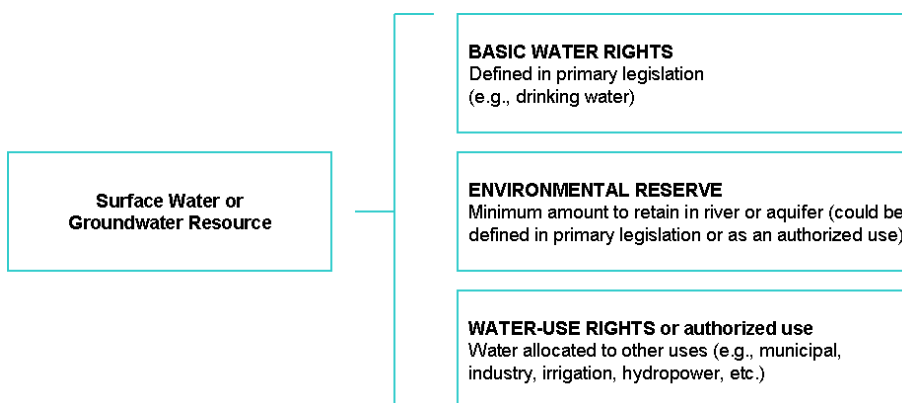 BASIC WATER RIGHTS
Defined in primary legislation
(e.g., drinking water)
Surface Water or
Groundwater Resource
ENVIRONMENTAL RESERVE
Minimum amount to retain in river or aquifer (could be
defined in primary legislation or as an authorized use)
WATER-USE RIGHTS or authorized use
Water allocated to other uses (e.g., municipal,
industry, irrigation, hydropower, etc.)